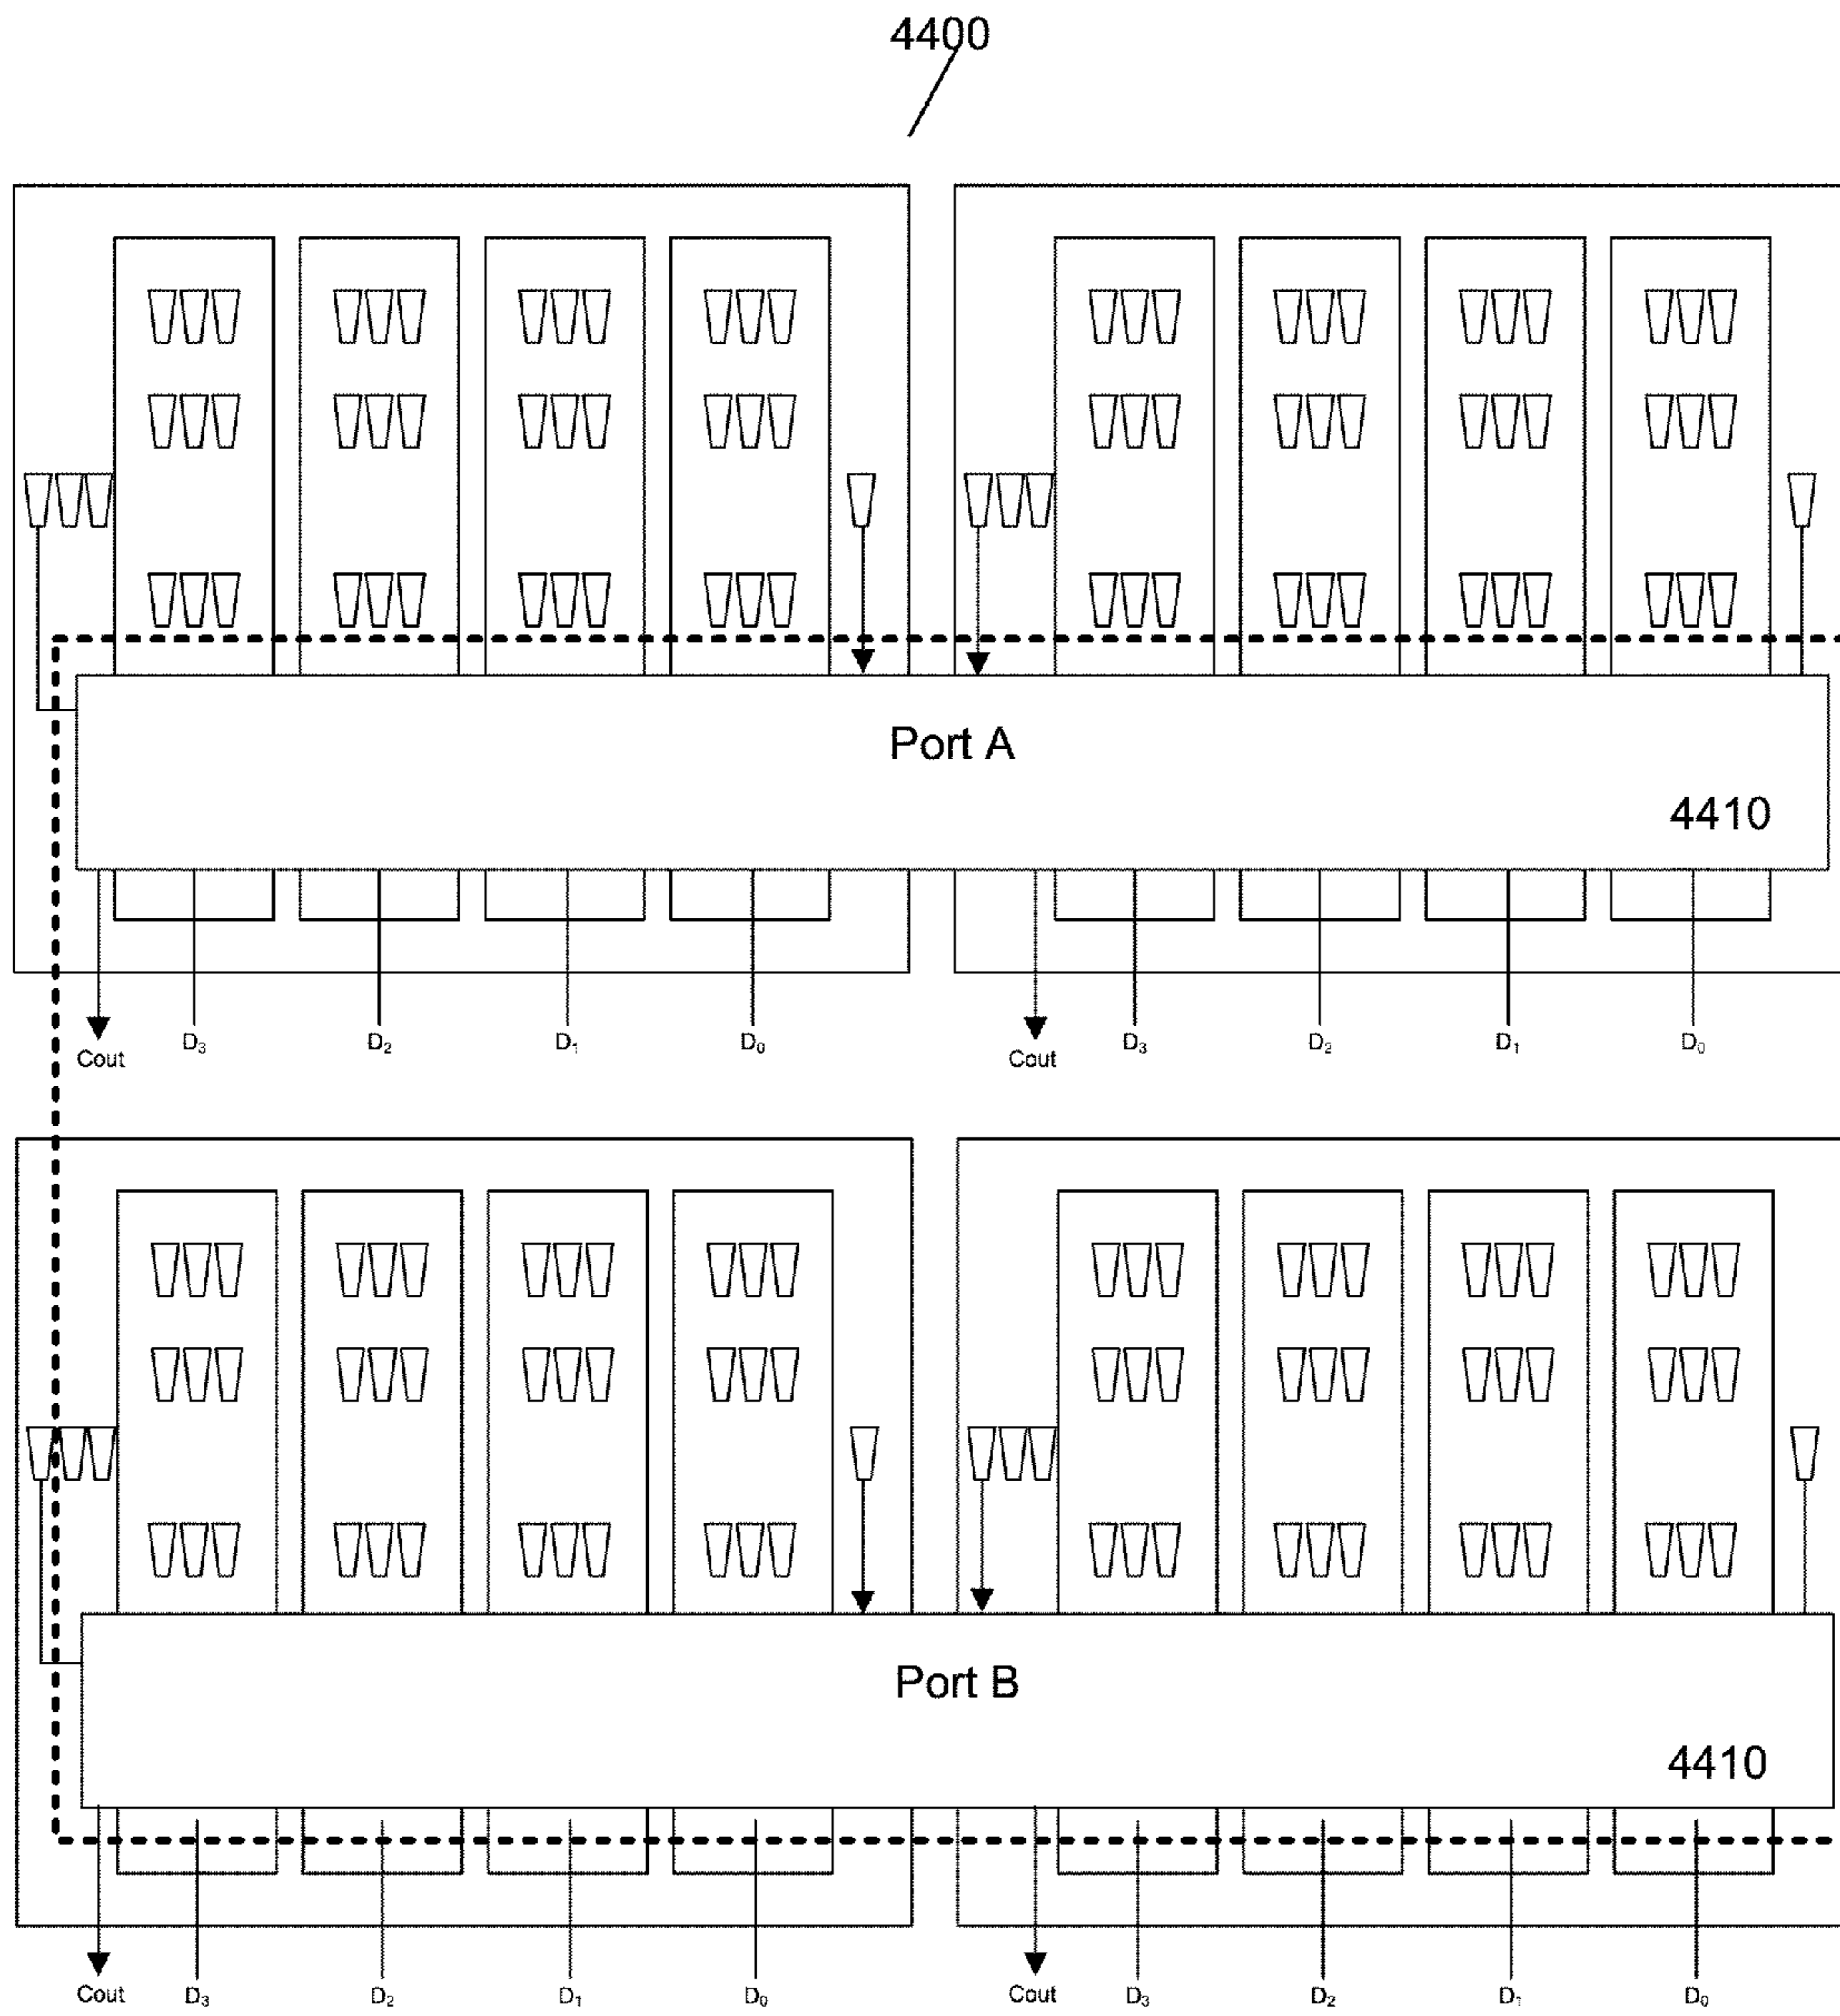 4400
Port A
4410
Cout D₃ D₂ D₁ D₀ Cout D₃ D₂ D₁ D₀
Port B
4410
Cout D₃ D₂ D₁ D₀ Cout D₃ D₂ D₁ D₀